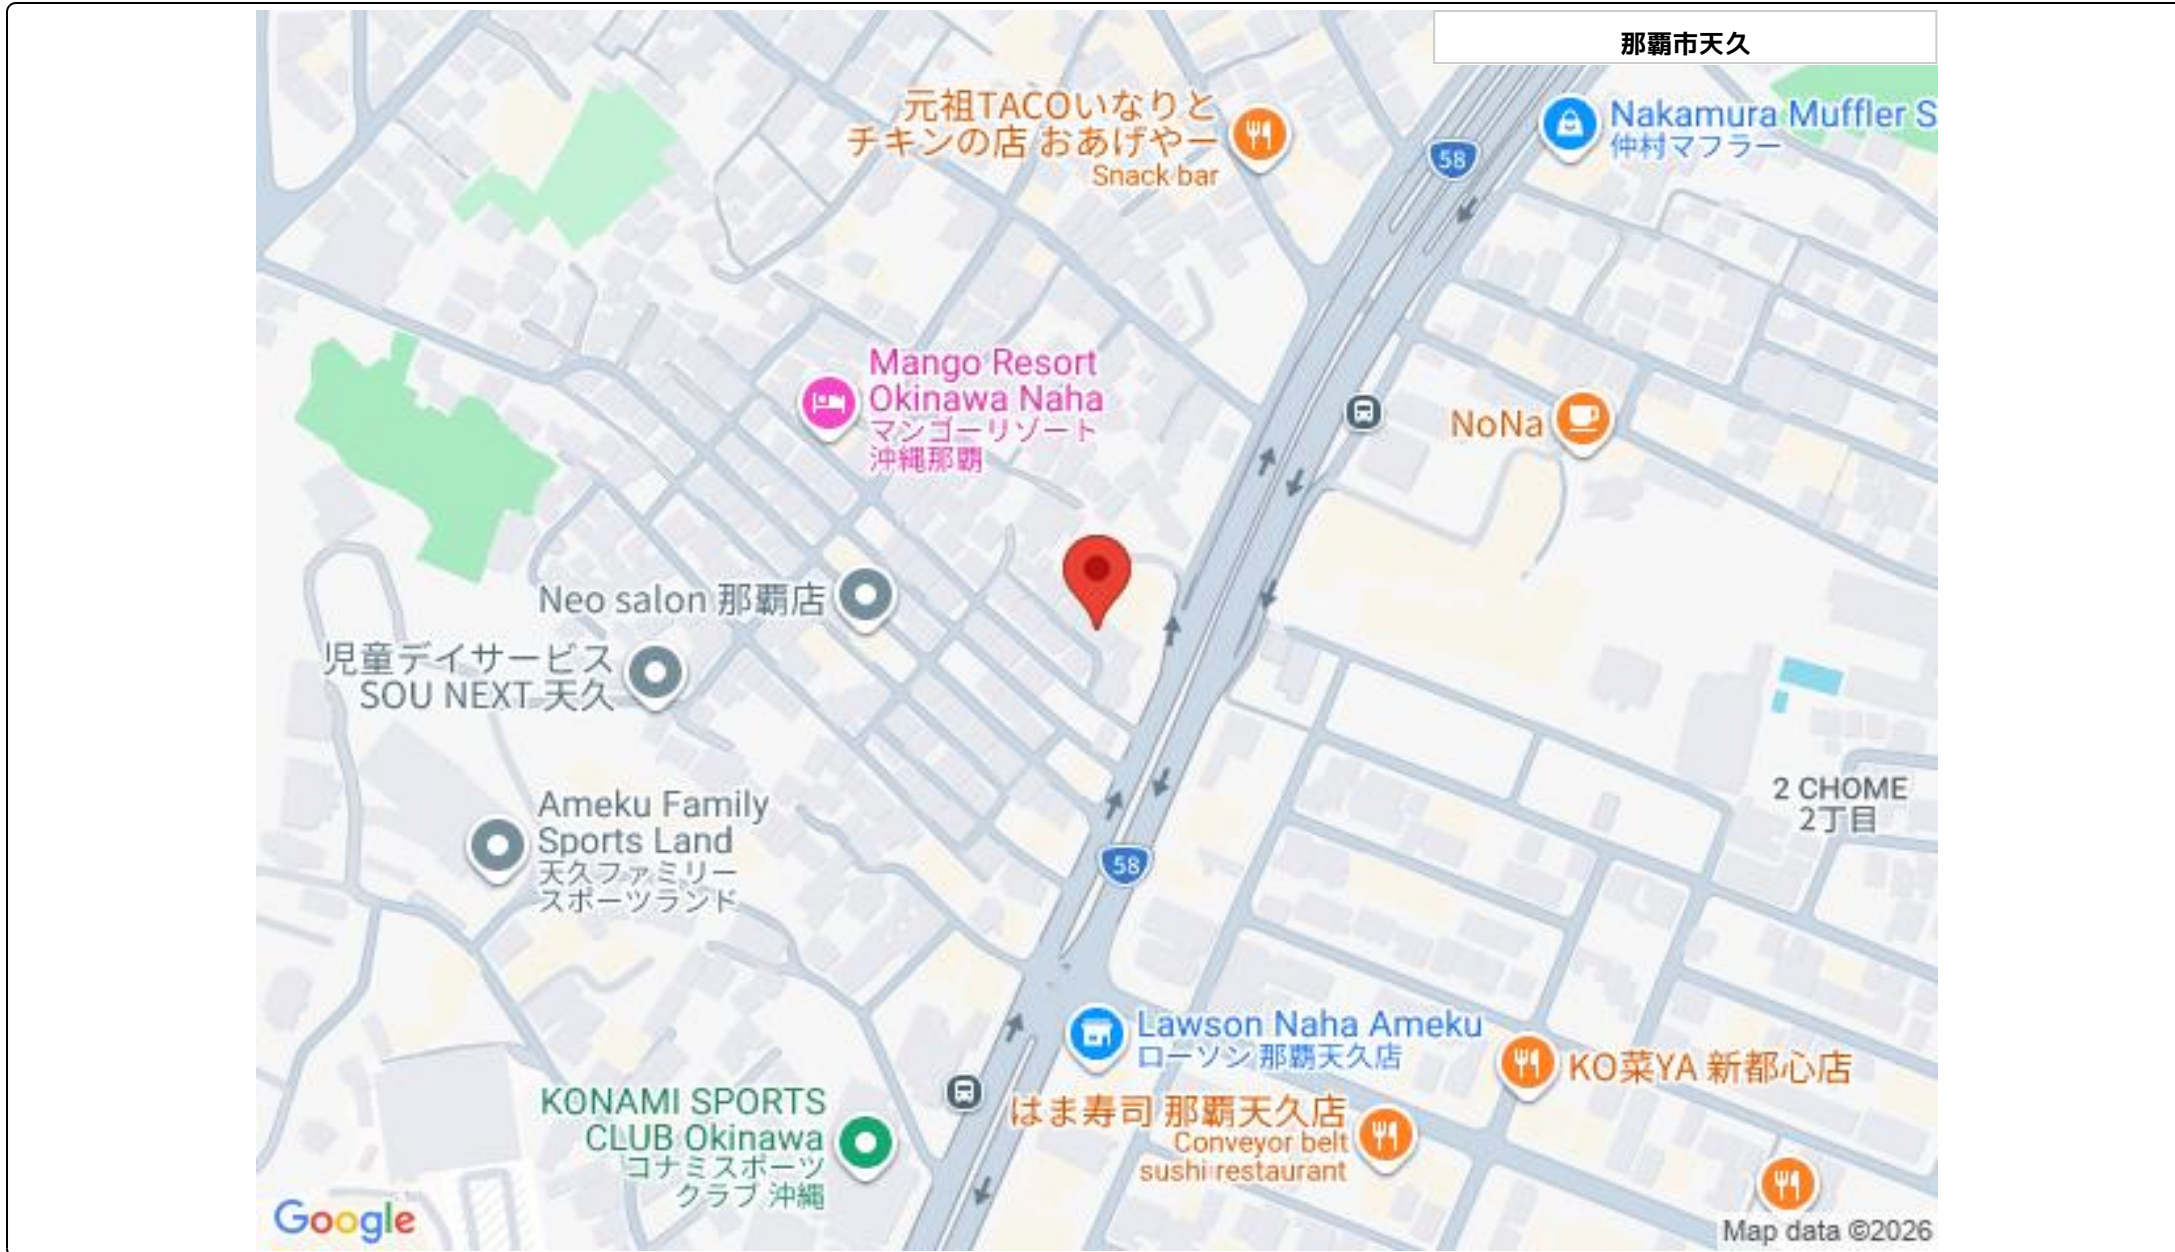 那覇市天久
元祖TACOいなりと
チキンの店 おあげやー
Snack bar
58
Nakamura Muffler S
仲村マフラー
Mango Resort
Okinawa Naha
マンゴーリゾート
沖縄那覇
NoNa
Neo salon 那覇店
児童デイサービス
SOU NEXT 天久
2 CHOME
2丁目
Ameku Family
Sports Land
天久ファミリー
スポーツランド
58
Lawson Naha Ameku
ローソン 那覇天久店
KO菜YA 新都心店
KONAMI SPORTS
CLUB Okinawa
コナミスポーツ
クラブ 沖縄
はま寿司 那覇天久店
Conveyor belt
sushi restaurant
Google
Map data ©2026